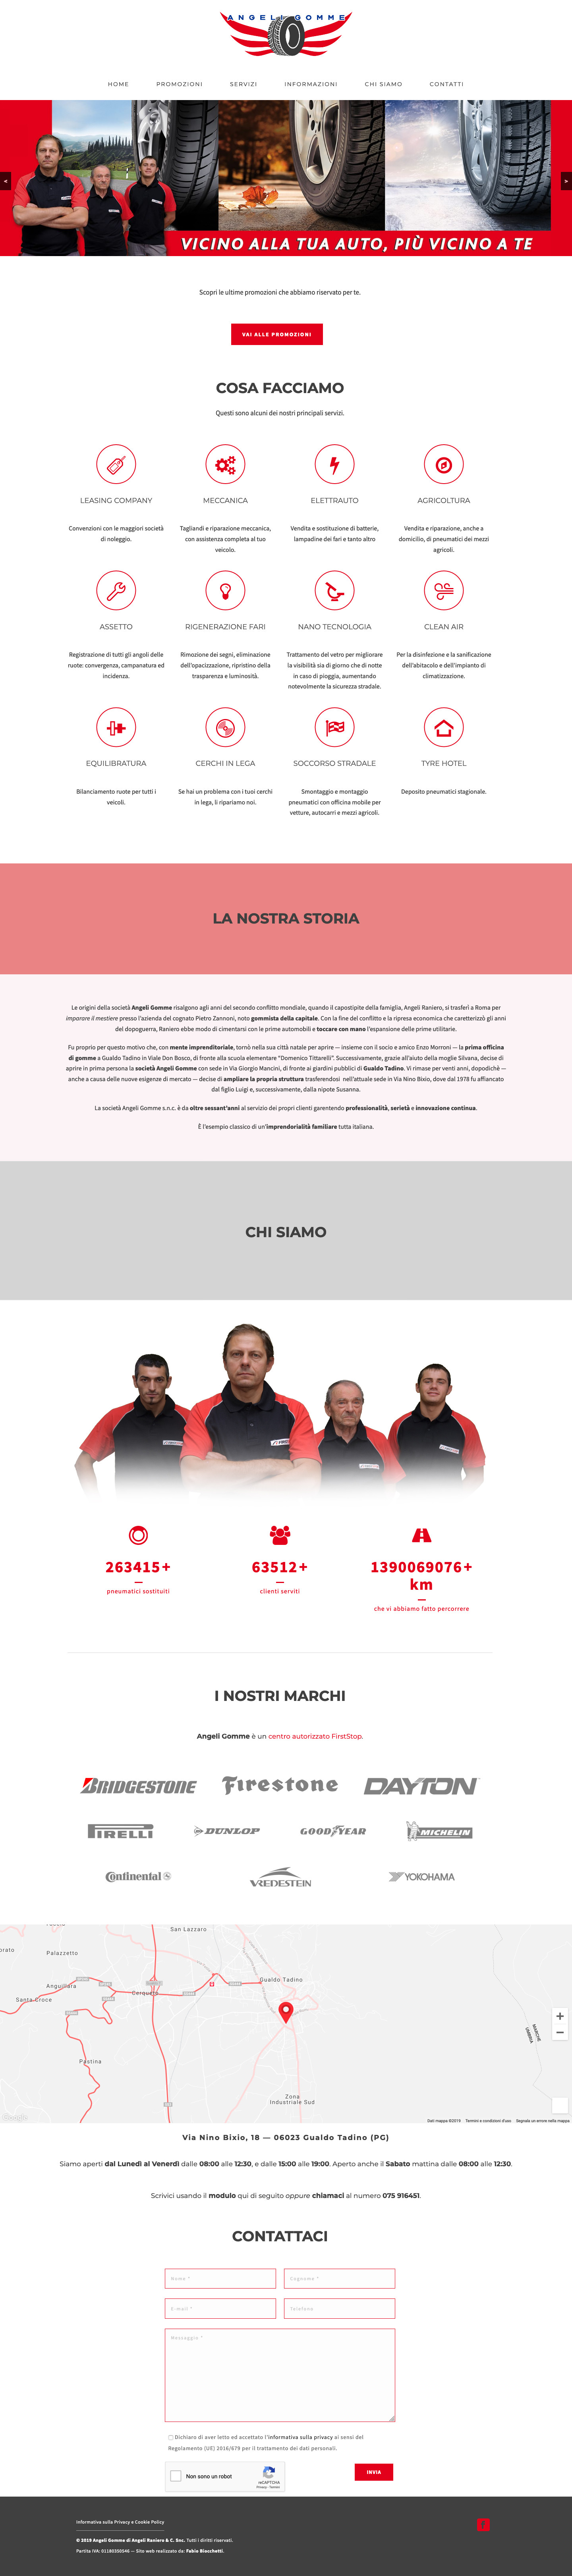 ANGELI GOMME
HOME PROMOZIONI SERVIZI INFORMAZIONI CHI SIAMO CONTATTI
< >
VICINO ALLA TUA AUTO, PIÙ VICINO A TE
Scopri le ultime promozioni che abbiamo riservato per te.
VAI ALLE PROMOZIONI
COSA FACCIAMO
Questi sono alcuni dei nostri principali servizi.
LEASING COMPANY
Convenzioni con le maggiori società
di noleggio.
MECCANICA
Tagliandi e riparazione meccanica,
con assistenza completa al tuo
veicolo.
ELETTRAUTO
Vendita e sostituzione di batterie,
lampadine dei fari e tanto altro
AGRICOLTURA
Vendita e riparazione, anche a
domicilio, di pneumatici dei mezzi
agricoli.
ASSETTO
Registrazione di tutti gli angoli delle
ruote: convergenza, campanatura ed
incidenza.
RIGENERAZIONE FARI
Rimozione dei segni, eliminazione
dell'opacizzazione, ripristino della
trasparenza e luminosità.
NANO TECNOLOGIA
Trattamento del vetro per migliorare
la visibilità sia di giorno che di notte
in caso di pioggia, aumentando
notevolmente la sicurezza stradale.
CLEAN AIR
Per la disinfezione e la sanificazione
dell'abitacolo e dell'impianto di
climatizzazione.
EQUILIBRATURA
Bilanciamento ruote per tutti i
veicoli.
CERCHI IN LEGA
Se hai un problema con i tuoi cerchi
in lega, li ripariamo noi.
SOCCORSO STRADALE
Smontaggio e montaggio
pneumatici con officina mobile per
vetture, autocarri e mezzi agricoli.
TYRE HOTEL
Deposito pneumatici stagionale.
LA NOSTRA STORIA
Le origini della società Angeli Gomme risalgono agli anni del secondo conflitto mondiale, quando il capostipite della famiglia, Angeli Raniero, si trasferì a Roma per
imparare il mestiere presso l'azienda del cognato Pietro Zannoni, noto gommista della capitale. Con la fine del conflitto e la ripresa economica che caretterizzò gli anni
del dopoguerra, Raniero ebbe modo di cimentarsi con le prime automobili e toccare con mano l'espansione delle prime utilitarie.
Fu proprio per questo motivo che, con mente imprenditoriale, tornò nella sua città natale per aprire — insieme con il socio e amico Enzo Morroni — la prima officina
di gomme a Gualdo Tadino in Viale Don Bosco, di fronte alla scuola elementare "Domenico Tittarelli". Successivamente, grazie all'aiuto della moglie Silvana, decise di
aprire in prima persona la società Angeli Gomme con sede in Via Giorgio Mancini, di fronte ai giardini pubblici di Gualdo Tadino. Vi rimase per venti anni, dopodichè —
anche a causa delle nuove esigenze di mercato — decise di ampliare la propria struttura trasferendosi nell'attuale sede in Via Nino Bixio, dove dal 1978 fu affiancato
dal figlio Luigi e, successivamente, dalla nipote Susanna.
La società Angeli Gomme s.n.c. è da oltre sessant'anni al servizio dei propri clienti garentendo professionalità, serietà e innovazione continua.
È l'esempio classico di un'imprendorialità familiare tutta italiana.
CHI SIAMO
263415+
pneumatici sostituiti
63512+
clienti serviti
1390069076+
km
che vi abbiamo fatto percorrere
I NOSTRI MARCHI
Angeli Gomme è un centro autorizzato FirstStop.
BRIDGESTONE Firestone DAYTON
PIRELLI DUNLOP GOODYEAR MICHELIN
Continental VREDESTEIN YOKOHAMA
San Lazzaro
Palazzetto
Anguillara
Gualdo Tadino
Cerqueto
Santa Croce
Pastina
MARCHE
UMBRIA
Zona
Industriale Sud
Google
Dati mappa ©2019 Termini e condizioni d'uso Segnala un errore nella mappa
Via Nino Bixio, 18 — 06023 Gualdo Tadino (PG)
Siamo aperti dal Lunedì al Venerdì dalle 08:00 alle 12:30, e dalle 15:00 alle 19:00. Aperto anche il Sabato mattina dalle 08:00 alle 12:30.
Scrivici usando il modulo qui di seguito oppure chiamaci al numero 075 916451.
CONTATTACI
Nome * Cognome *
E-mail * Telefono
Messaggio *
Dichiaro di aver letto ed accettato l'informativa sulla privacy ai sensi del
Regolamento (UE) 2016/679 per il trattamento dei dati personali.
Non sono un robot
reCAPTCHA
Privacy - Termini
INVIA
Informativa sulla Privacy e Cookie Policy
© 2019 Angeli Gomme di Angeli Raniero & C. Snc. Tutti i diritti riservati.
Partita IVA: 01180350546 — Sito web realizzato da: Fabio Biocchetti.